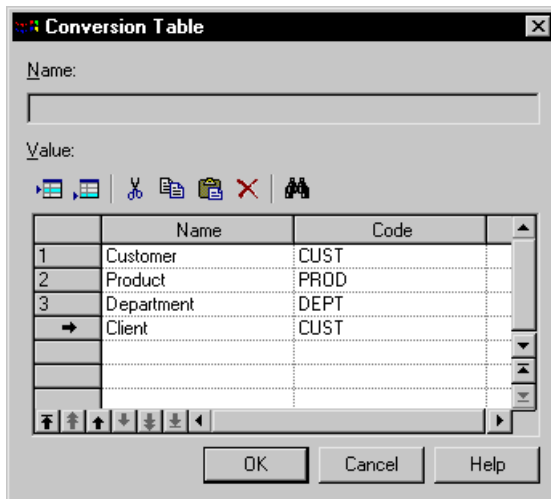 Conversion Table
Name:
Value:
Name Code
1 Customer CUST
2 Product PROD
3 Department DEPT
Client CUST
OK Cancel Help